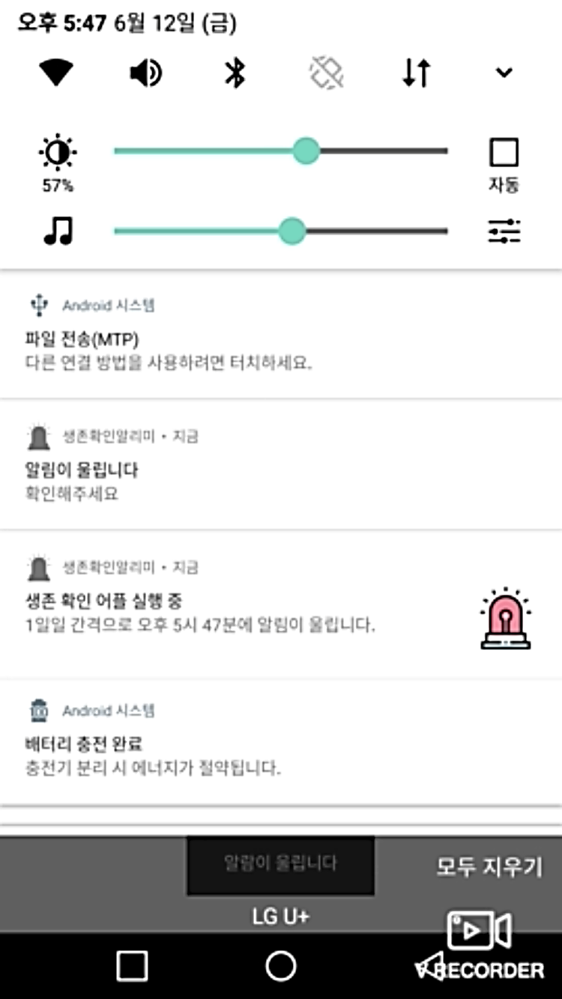 오후 5:47 6월 12일 (금)
57%
자동
Android 시스템
파일 전송(MTP)
다른 연결 방법을 사용하려면 터치하세요.
생존확인알리미 • 지금
알림이 울립니다
확인해주세요
생존확인알리미 • 지금
생존 확인 어플 실행 중
1일일 간격으로 오후 5시 47분에 알림이 울립니다.
100
Android 시스템
배터리 충전 완료
충전기 분리 시 에너지가 절약됩니다.
알람이 울립니다
모두 지우기
LG U+
RECORDER